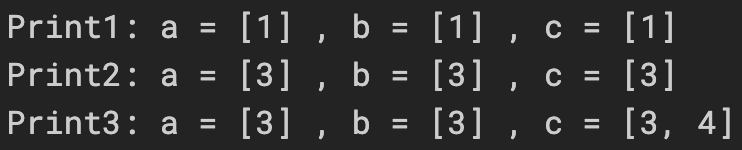 Print1: a = [1] , b = [1] , c = [1]
Print2: a = [3] , b = [3] , c = [3]
Print3: a = [3] , b = [3] , c = [3, 4]